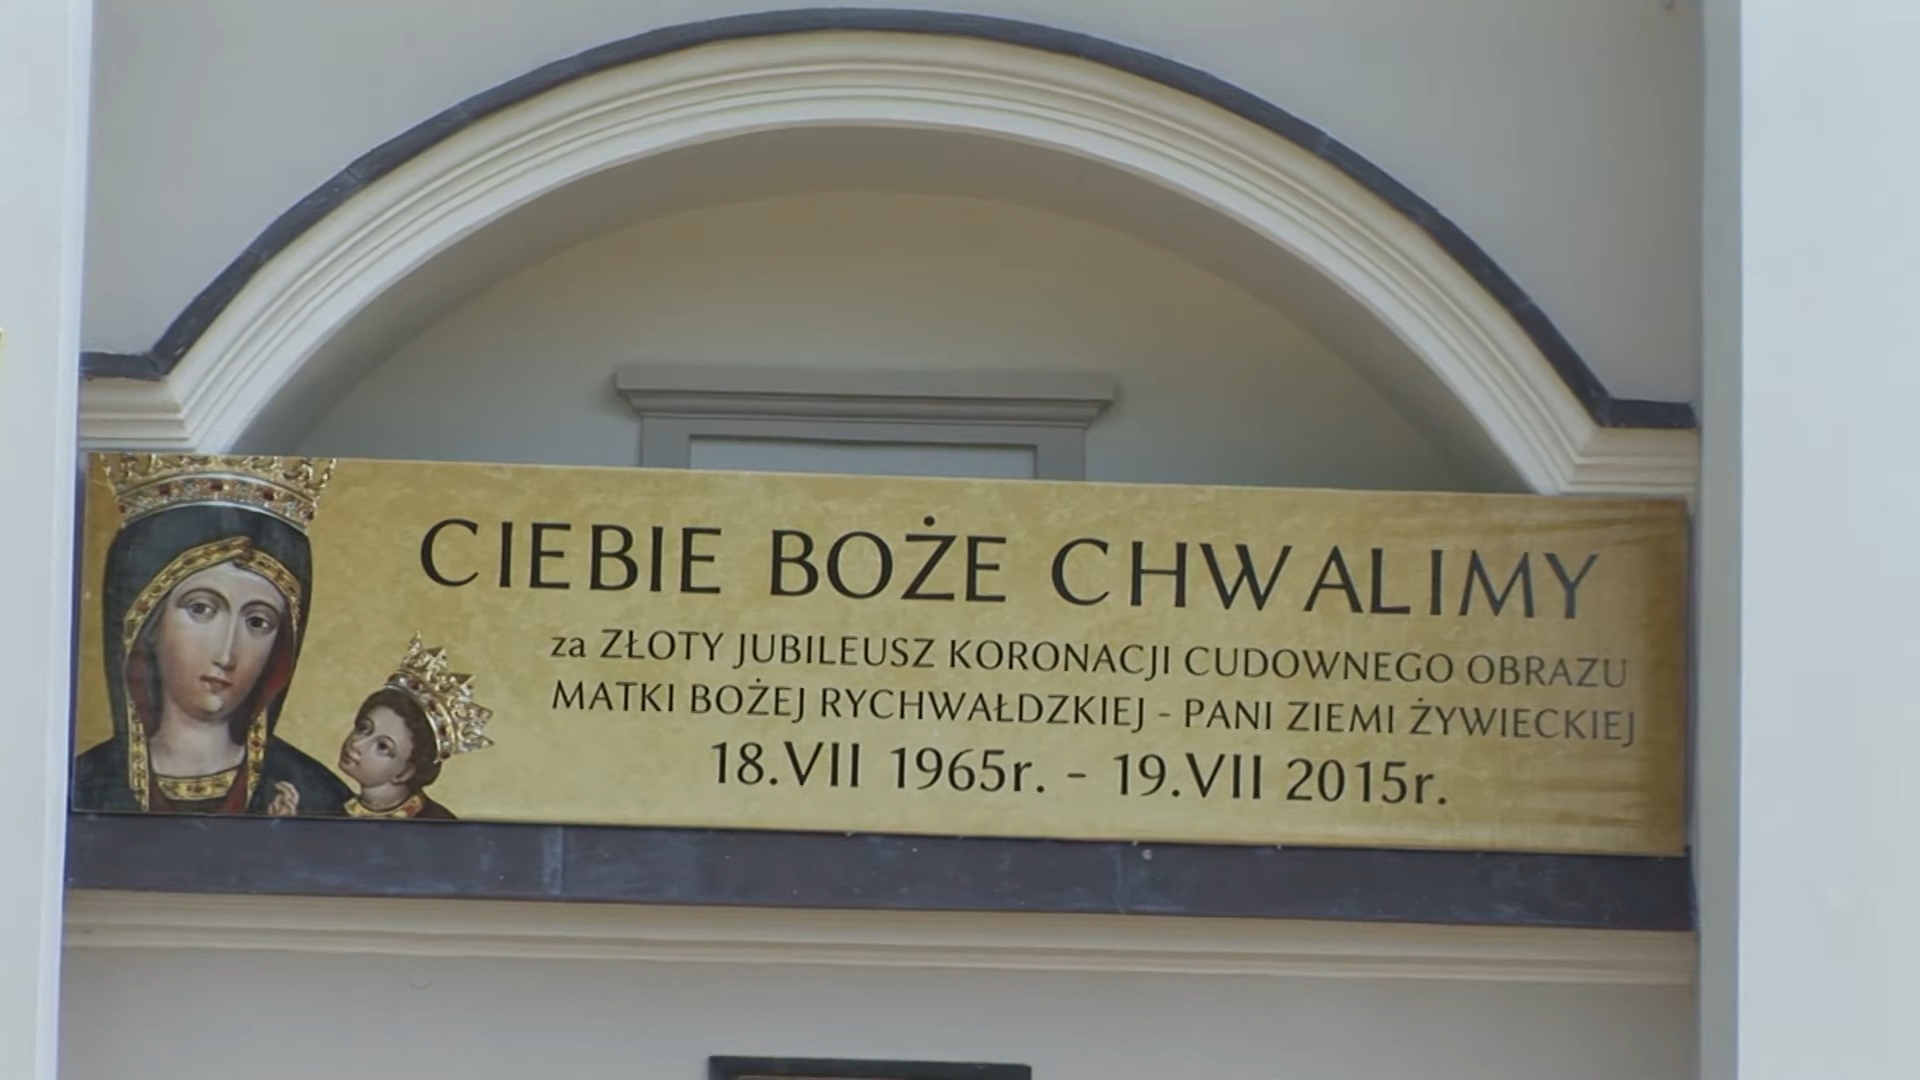 CIEBIE BOŻE CHWALIMY
za ZŁOTY JUBILEUSZ KORONACJI CUDOWNEGO OBRAZU
MATKI BOŻEJ RYCHWAŁDZKIEJ - PANI ZIEMI ŻYWIECKIEJ
18.VII 1965r. - 19.VII 2015r.